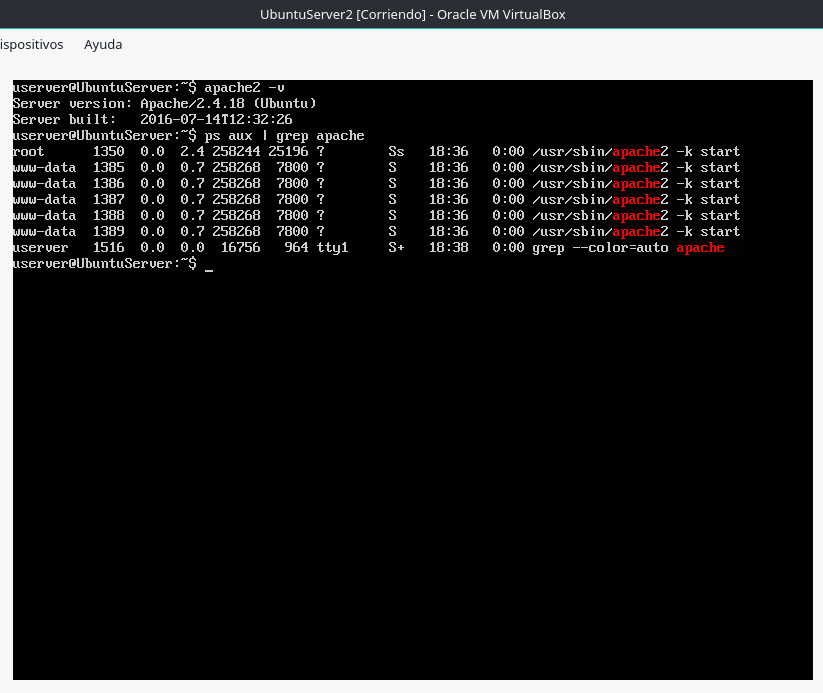 UbuntuServer2 [Corriendo] - Oracle VM VirtualBox
ispositivos Ayuda
userver@UbuntuServer:~$ apache2 -v
Server version: Apache/2.4.18 (Ubuntu)
Server built:   2016-07-14T12:32:26
userver@UbuntuServer:~$ ps aux | grep apache
root      1350  0.0  2.4 258244 25196 ?        Ss   18:36   0:00 /usr/sbin/apache2 -k start
www-data  1385  0.0  0.7 258268  7800 ?        S    18:36   0:00 /usr/sbin/apache2 -k start
www-data  1386  0.0  0.7 258268  7800 ?        S    18:36   0:00 /usr/sbin/apache2 -k start
www-data  1387  0.0  0.7 258268  7800 ?        S    18:36   0:00 /usr/sbin/apache2 -k start
www-data  1388  0.0  0.7 258268  7800 ?        S    18:36   0:00 /usr/sbin/apache2 -k start
www-data  1389  0.0  0.7 258268  7800 ?        S    18:36   0:00 /usr/sbin/apache2 -k start
userver   1516  0.0  0.0  16756   964 tty1     S+   18:38   0:00 grep --color=auto apache
userver@UbuntuServer:~$ _